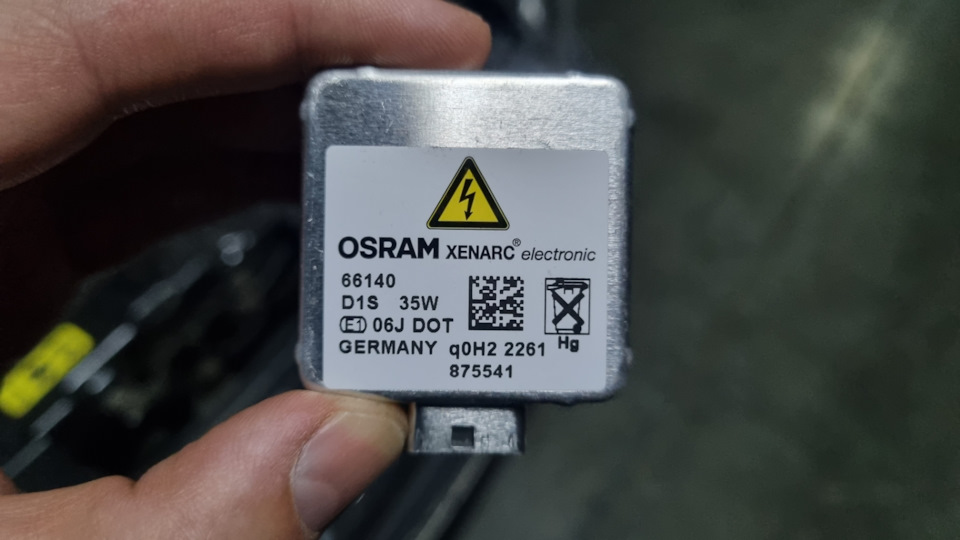 OSRAM XENARC® electronic
66140
D1S 35W
E1 06J DOT
GERMANY q0H2 2261
875541
Hg